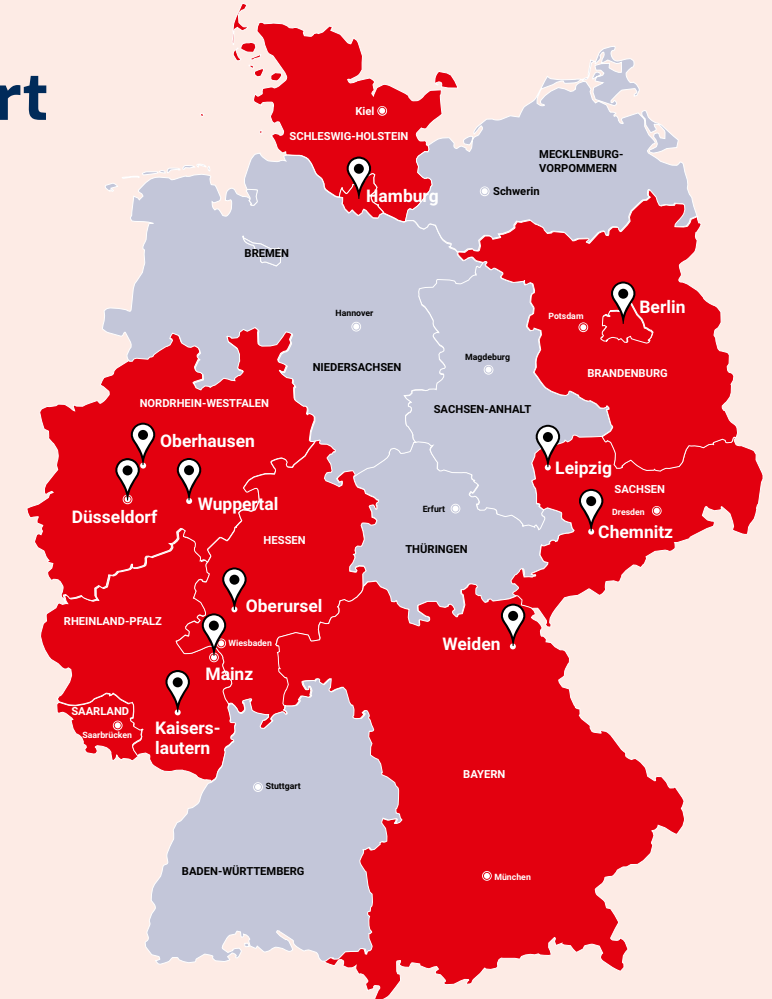 rt
Kiel
SCHLESWIG-HOLSTEIN
MECKLENBURG-
VORPOMMERN
Hamburg
Schwerin
BREMEN
Berlin
Hannover
Potsdam
Magdeburg
NIEDERSACHSEN
BRANDENBURG
NORDRHEIN-WESTFALEN
SACHSEN-ANHALT
Oberhausen
Leipzig
SACHSEN
Wuppertal
Erfurt
Dresden
Düsseldorf
Chemnitz
HESSEN
THÜRINGEN
Oberursel
RHEINLAND-PFALZ
Wiesbaden
Weiden
Mainz
SAARLAND
Kaisers-
lautern
Saarbrücken
BAYERN
Stuttgart
BADEN-WÜRTTEMBERG
München